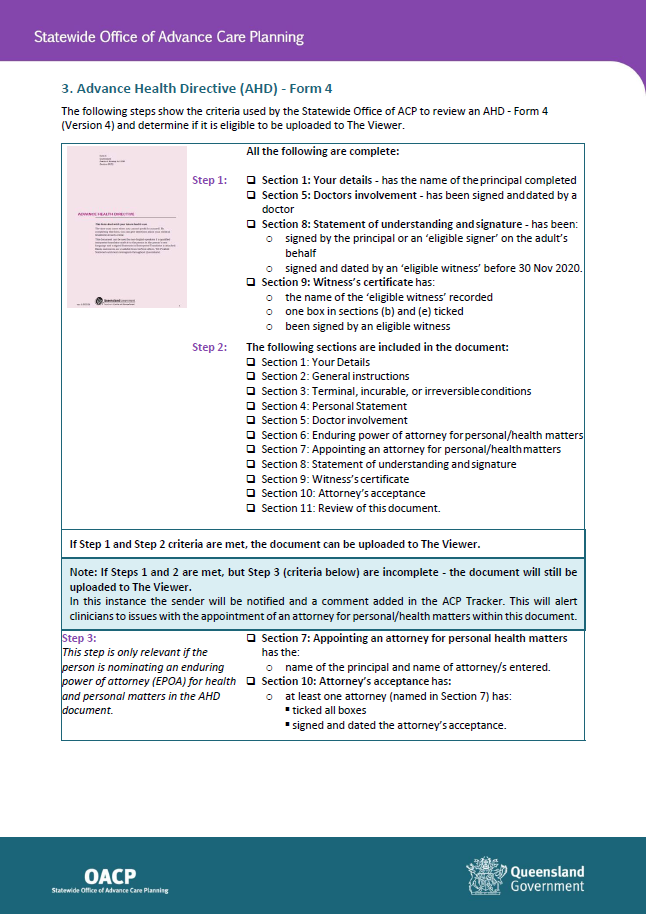 Statewide Office of Advance Care Planning
3. Advance Health Directive (AHD) - Form 4
The following steps show the criteria used by the Statewide Office of ACP to review an AHD - Form 4
(Version 4) and determine if it is eligible to be uploaded to The Viewer.
All the following are complete:
ADVANCE HEALTH DIRECTIVE
Queensland Government
Step 1:
❑ Section 1: Your details - has the name of the principal completed
❑ Section 5: Doctors involvement - has been signed and dated by a
doctor
❑ Section 8: Statement of understanding and signature - has been:
o signed by the principal or an ‘eligible signer’ on the adult’s
behalf
o signed and dated by an ‘eligible witness’ before 30 Nov 2020.
❑ Section 9: Witness’s certificate has:
o the name of the ‘eligible witness’ recorded
o one box in sections (b) and (e) ticked
o been signed by an eligible witness
Step 2: The following sections are included in the document:
❑ Section 1: Your Details
❑ Section 2: General instructions
❑ Section 3: Terminal, incurable, or irreversible conditions
❑ Section 4: Personal Statement
❑ Section 5: Doctor involvement
❑ Section 6: Enduring power of attorney for personal/health matters
❑ Section 7: Appointing an attorney for personal/health matters
❑ Section 8: Statement of understanding and signature
❑ Section 9: Witness’s certificate
❑ Section 10: Attorney’s acceptance
❑ Section 11: Review of this document.
If Step 1 and Step 2 criteria are met, the document can be uploaded to The Viewer.
Note: If Steps 1 and 2 are met, but Step 3 (criteria below) are incomplete - the document will still be
uploaded to The Viewer.
In this instance the sender will be notified and a comment added in the ACP Tracker. This will alert
clinicians to issues with the appointment of an attorney for personal/health matters within this document.
Step 3:
This step is only relevant if the
person is nominating an enduring
power of attorney (EPOA) for health
and personal matters in the AHD
document.
❑ Section 7: Appointing an attorney for personal health matters
has the:
o name of the principal and name of attorney/s entered.
❑ Section 10: Attorney’s acceptance has:
o at least one attorney (named in Section 7) has:
▪ ticked all boxes
▪ signed and dated the attorney’s acceptance.
OACP
Statewide Office of Advance Care Planning
Queensland
Government